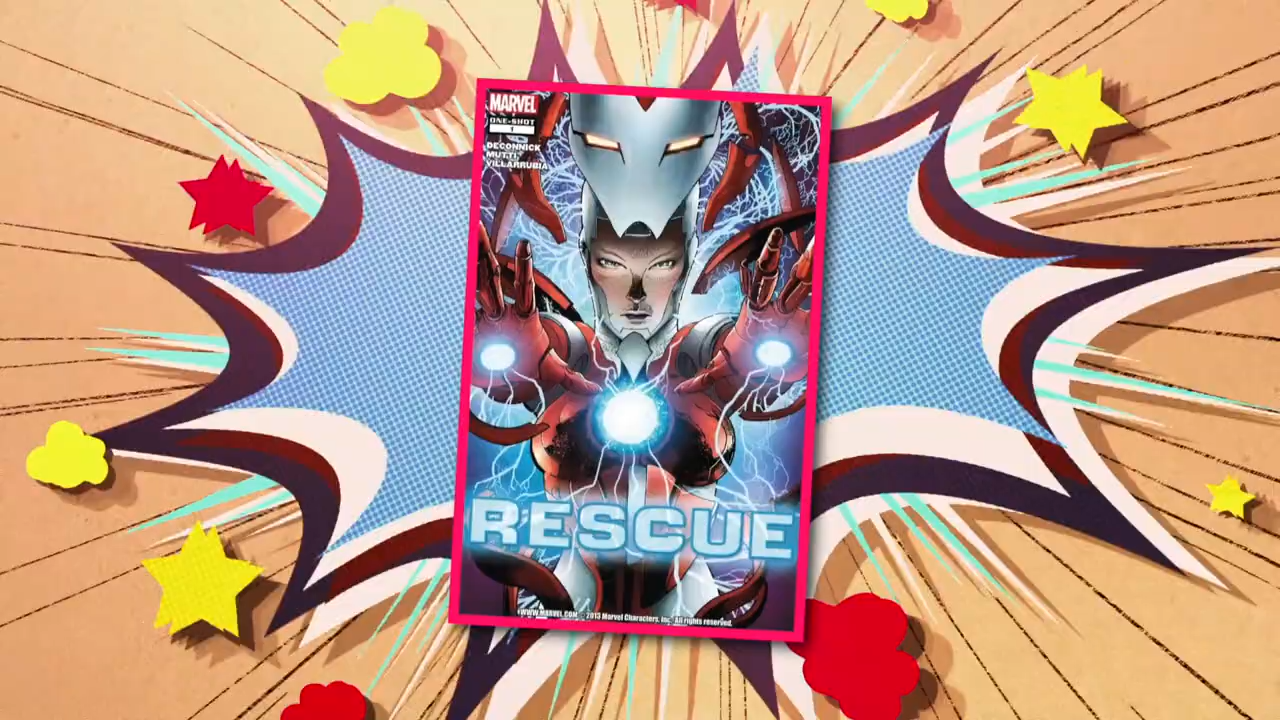 MARVEL
ONE-SHOT
1
DECONNICK
MUTTI
VILLARRUBIA
RESCUE
WWW.MARVEL.COM © 2013 Marvel Characters, Inc. All rights reserved.